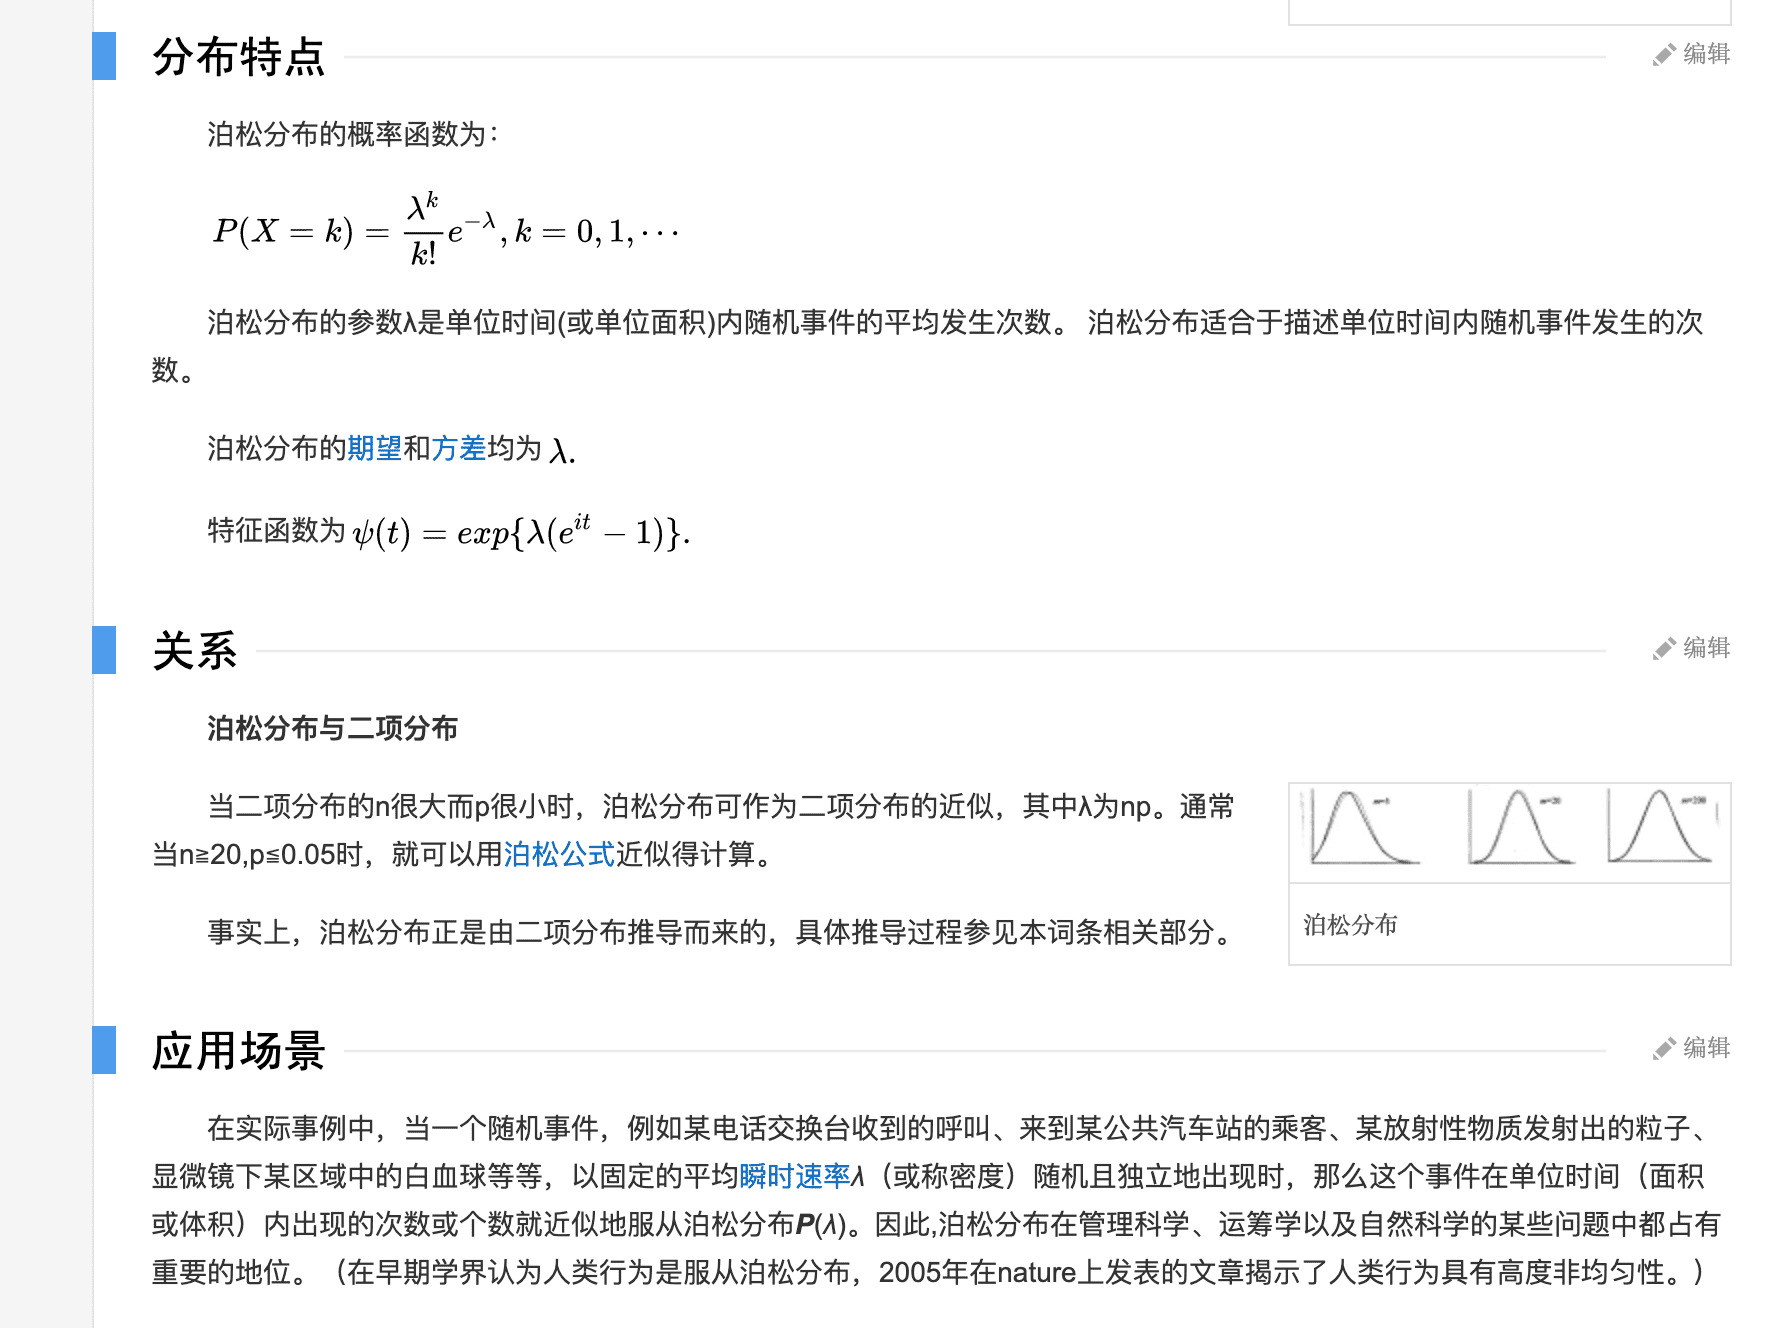 分布特点
编辑
泊松分布的概率函数为：
P(X = k) = \frac{λ^k}{k!} e^{-λ}, k = 0, 1, ⋯
泊松分布的参数λ是单位时间(或单位面积)内随机事件的平均发生次数。 泊松分布适合于描述单位时间内随机事件发生的次
数。
泊松分布的期望和方差均为 λ.
特征函数为 ψ(t) = exp{λ(e^{it} − 1)}.
关系
编辑
泊松分布与二项分布
当二项分布的n很大而p很小时，泊松分布可作为二项分布的近似，其中λ为np。通常
当n≧20,p≦0.05时，就可以用泊松公式近似得计算。
事实上，泊松分布正是由二项分布推导而来的，具体推导过程参见本词条相关部分。
泊松分布
应用场景
编辑
在实际事例中，当一个随机事件，例如某电话交换台收到的呼叫、来到某公共汽车站的乘客、某放射性物质发射出的粒子、
显微镜下某区域中的白血球等等，以固定的平均瞬时速率λ（或称密度）随机且独立地出现时，那么这个事件在单位时间（面积
或体积）内出现的次数或个数就近似地服从泊松分布P(λ)。因此,泊松分布在管理科学、运筹学以及自然科学的某些问题中都占有
重要的地位。（在早期学界认为人类行为是服从泊松分布，2005年在nature上发表的文章揭示了人类行为具有高度非均匀性。）